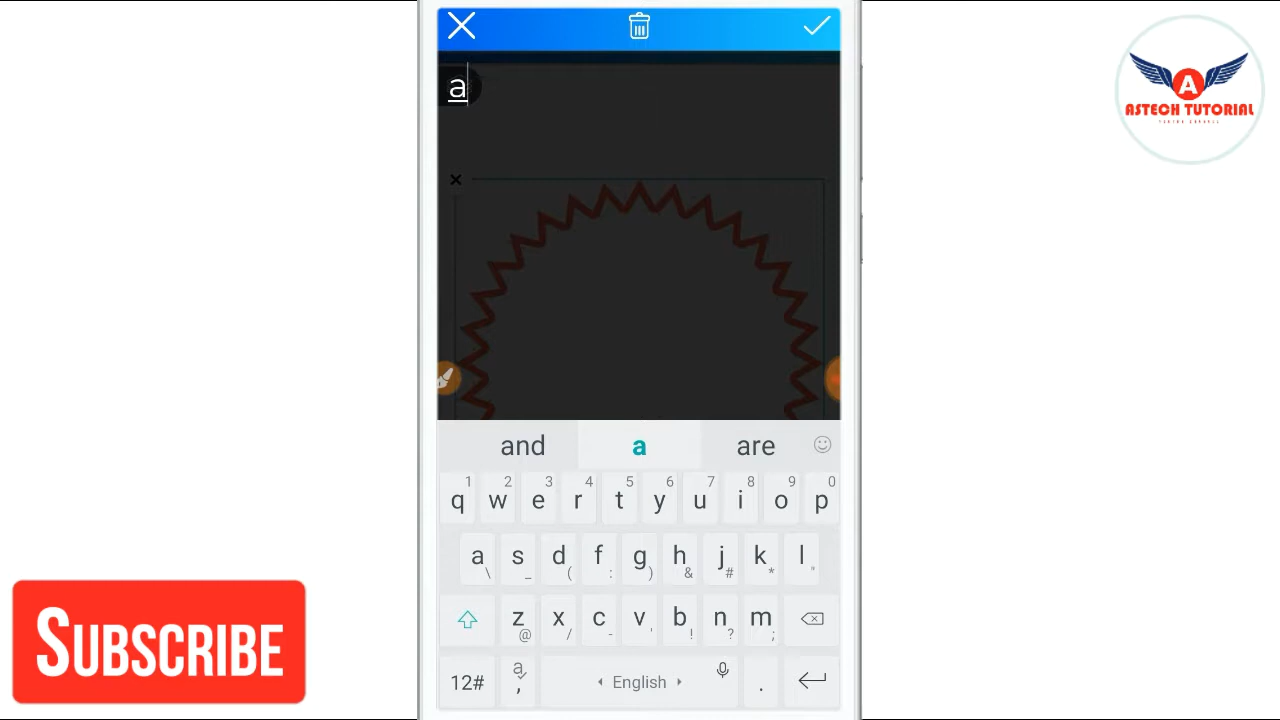 a
A
ASTECH TUTORIAL
and a are
1 2 3 4 5 6 7 8 9 0
q w e r t y u i o p
a s d f g h j k l
\ _ ( : ) & # * "
z x c v b n m
@ / - ' ! ? ;
12# a , English .
SUBSCRIBE